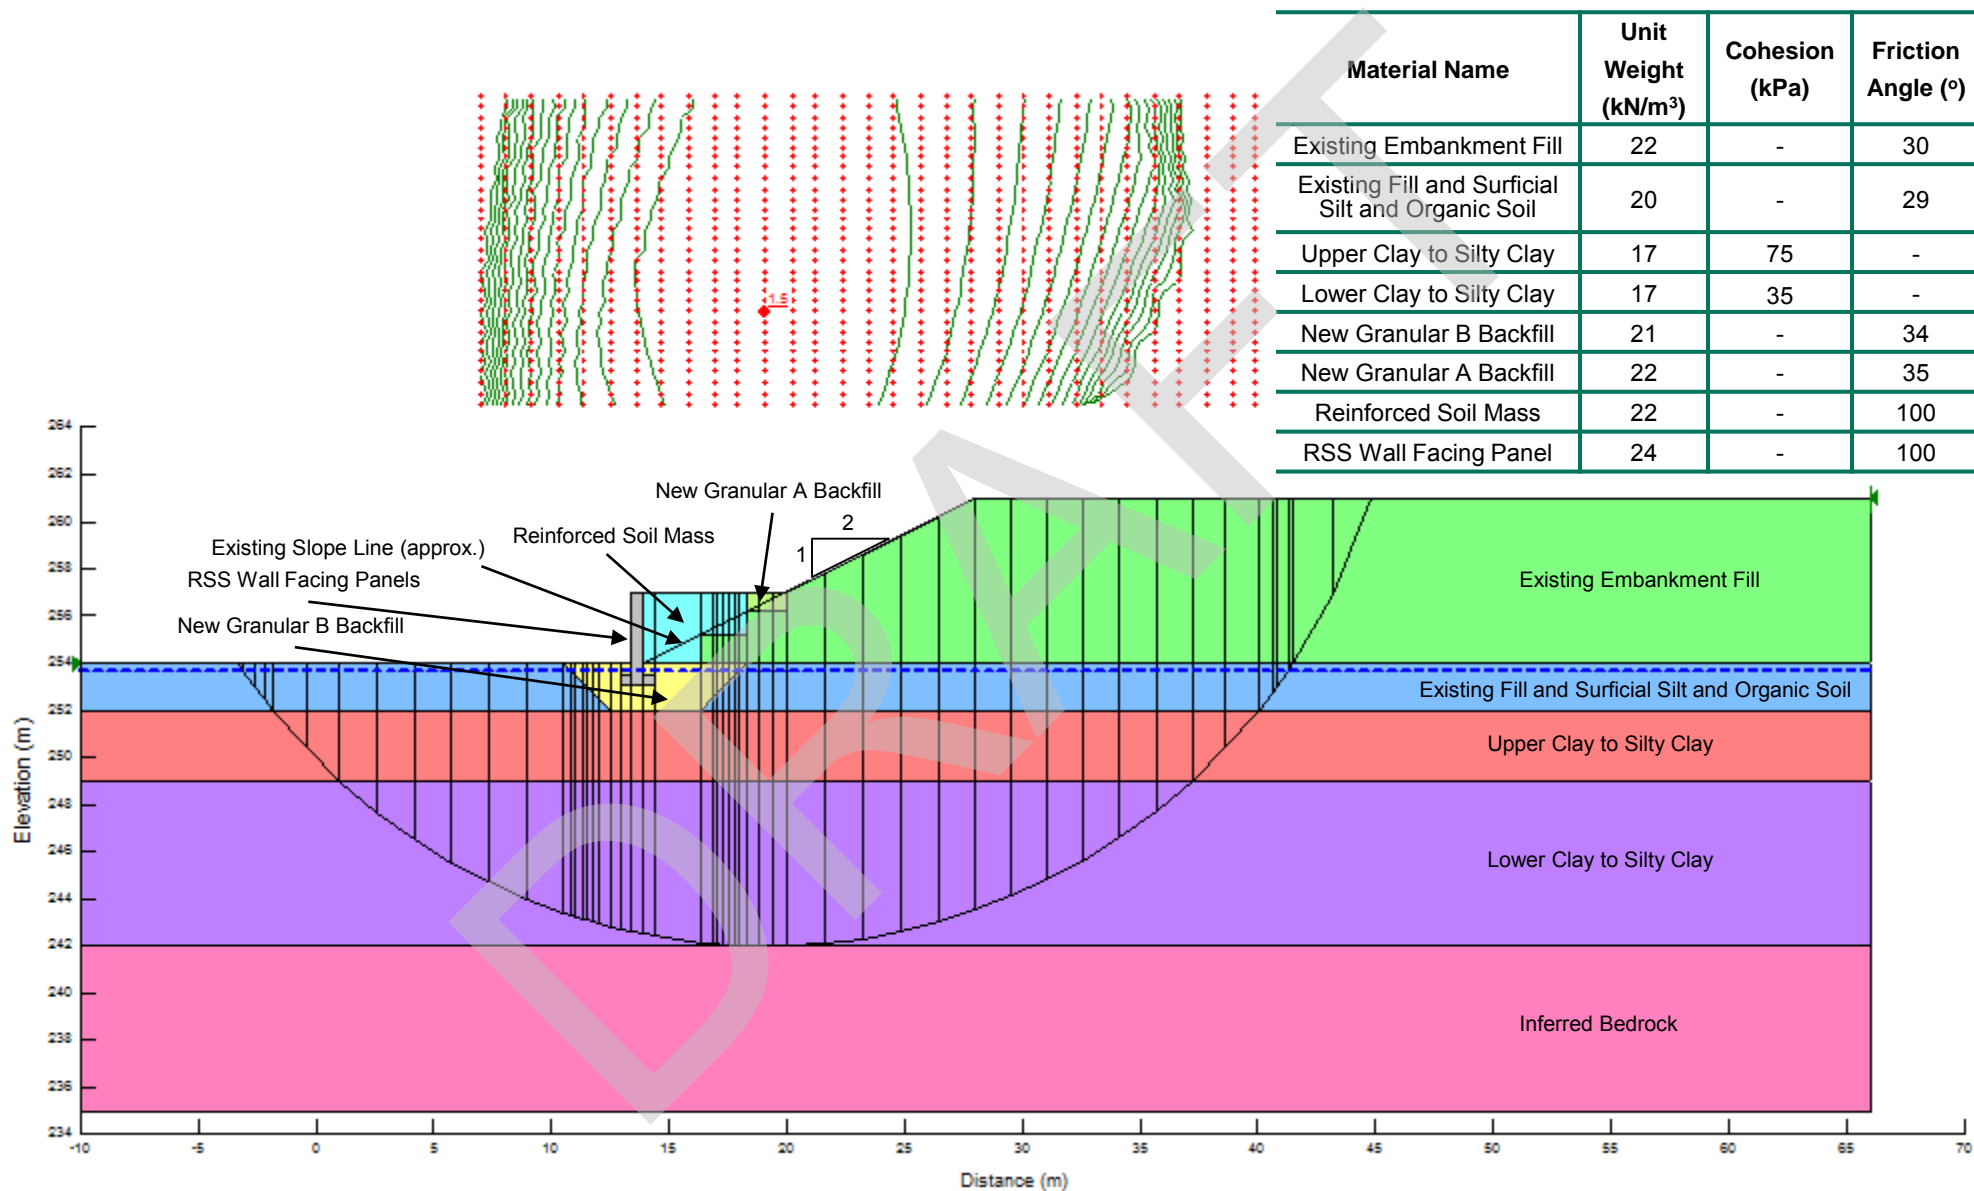 Material Name
Unit Weight (kN/m³)
Cohesion (kPa)
Friction Angle (º)
Existing Embankment Fill 22 - 30
Existing Fill and Surficial Silt and Organic Soil 20 - 29
Upper Clay to Silty Clay 17 75 -
Lower Clay to Silty Clay 17 35 -
New Granular B Backfill 21 - 34
New Granular A Backfill 22 - 35
Reinforced Soil Mass 22 - 100
RSS Wall Facing Panel 24 - 100
1.5
New Granular A Backfill
Reinforced Soil Mass
2
1
Existing Slope Line (approx.)
RSS Wall Facing Panels
New Granular B Backfill
Existing Embankment Fill
Existing Fill and Surficial Silt and Organic Soil
Upper Clay to Silty Clay
Lower Clay to Silty Clay
Inferred Bedrock
DRAFT
Elevation (m)
264
262
260
258
256
254
252
250
248
246
244
242
240
238
236
234
-10 -5 0 5 10 15 20 25 30 35 40 45 50 55 60 65 70
Distance (m)